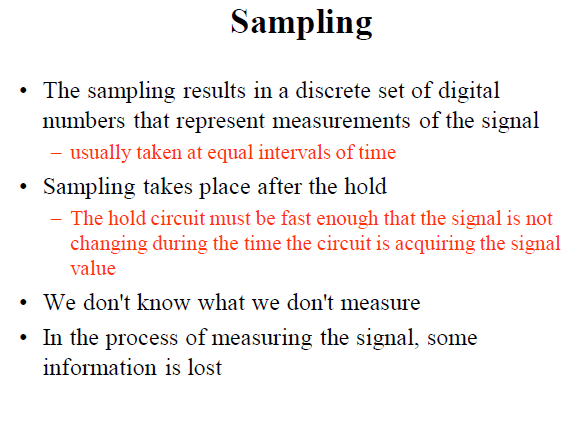 Sampling
• The sampling results in a discrete set of digital
numbers that represent measurements of the signal
– usually taken at equal intervals of time
• Sampling takes place after the hold
– The hold circuit must be fast enough that the signal is not
changing during the time the circuit is acquiring the signal
value
• We don't know what we don't measure
• In the process of measuring the signal, some
information is lost